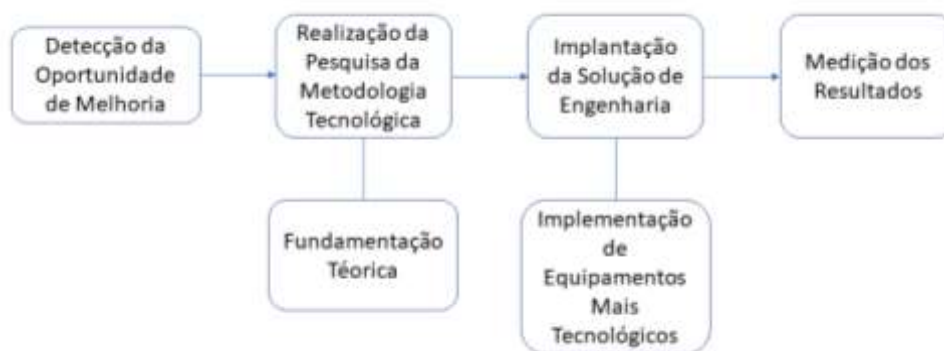 Detecção da
Oportunidade
de Melhoria
Realização da
Pesquisa da
Metodologia
Tecnológica
Implantação
da Solução de
Engenharia
Medição dos
Resultados
Fundamentação
Téorica
Implementação
de
Equipamentos
Mais
Tecnológicos